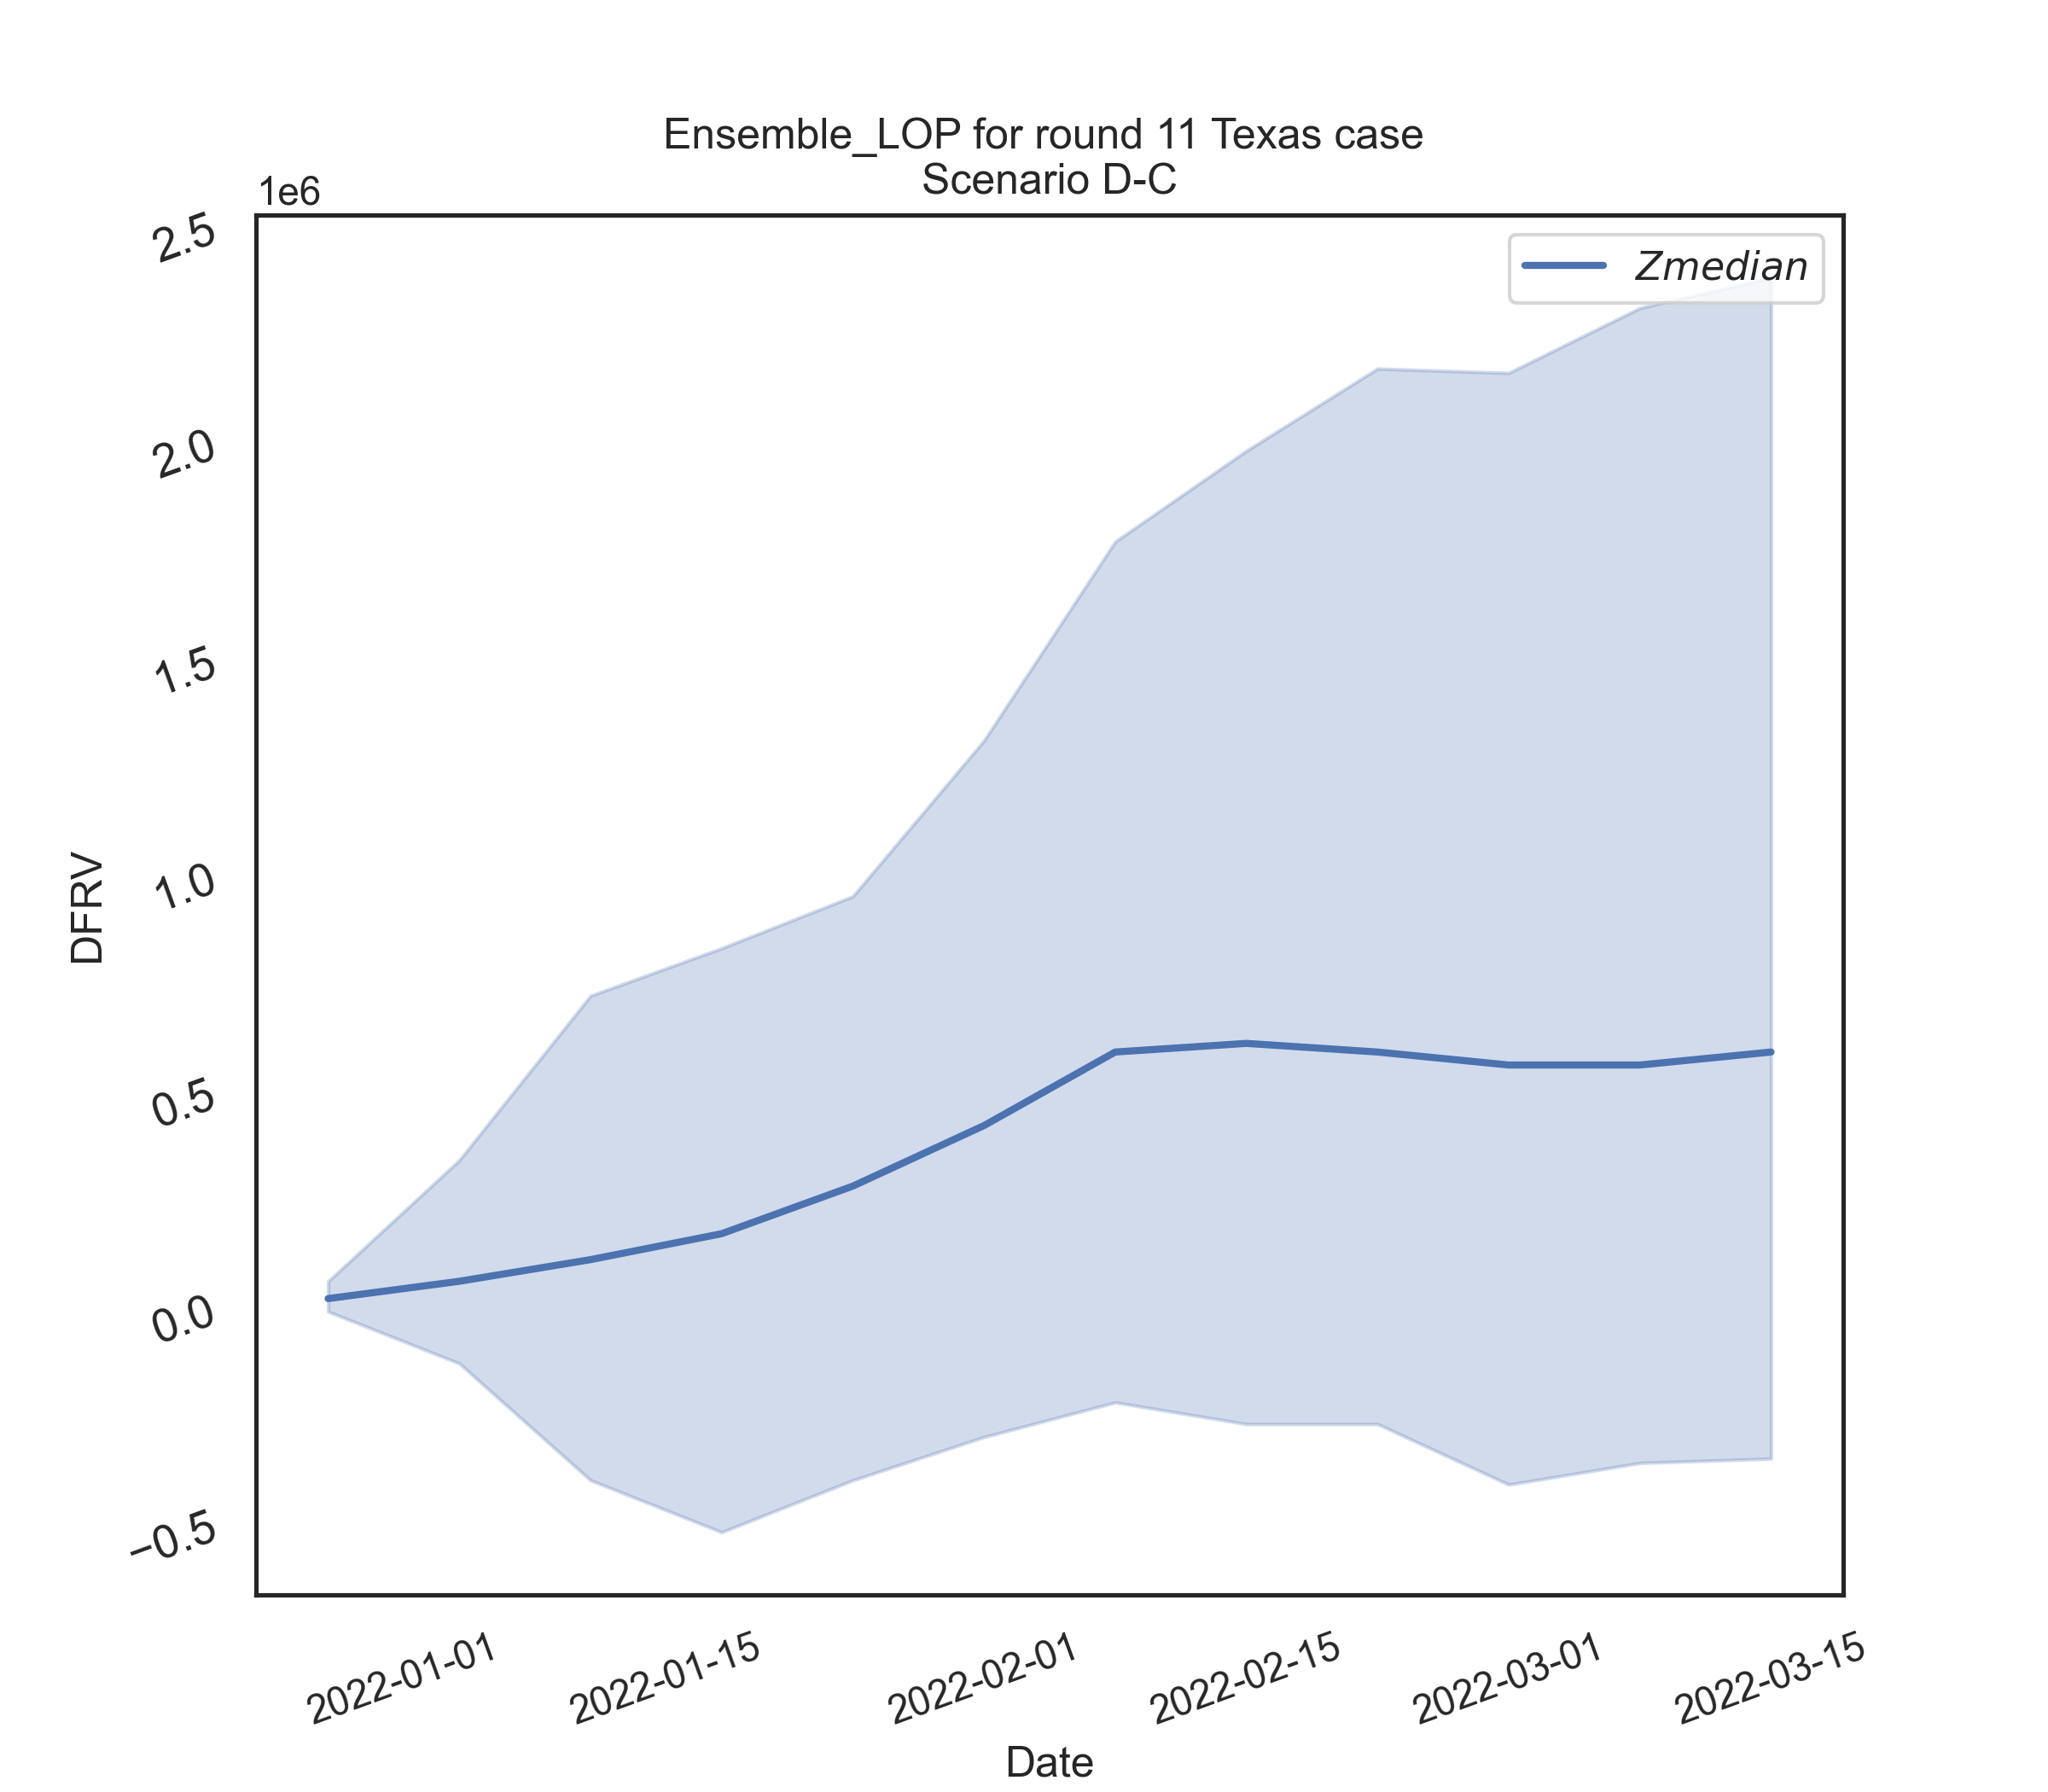 Ensemble_LOP for round 11 Texas case
Scenario D-C
1e6
Zmedian
2.5
2.0
1.5
1.0
0.5
0.0
−0.5
DFRV
2022-01-01
2022-01-15
2022-02-01
2022-02-15
2022-03-01
2022-03-15
Date